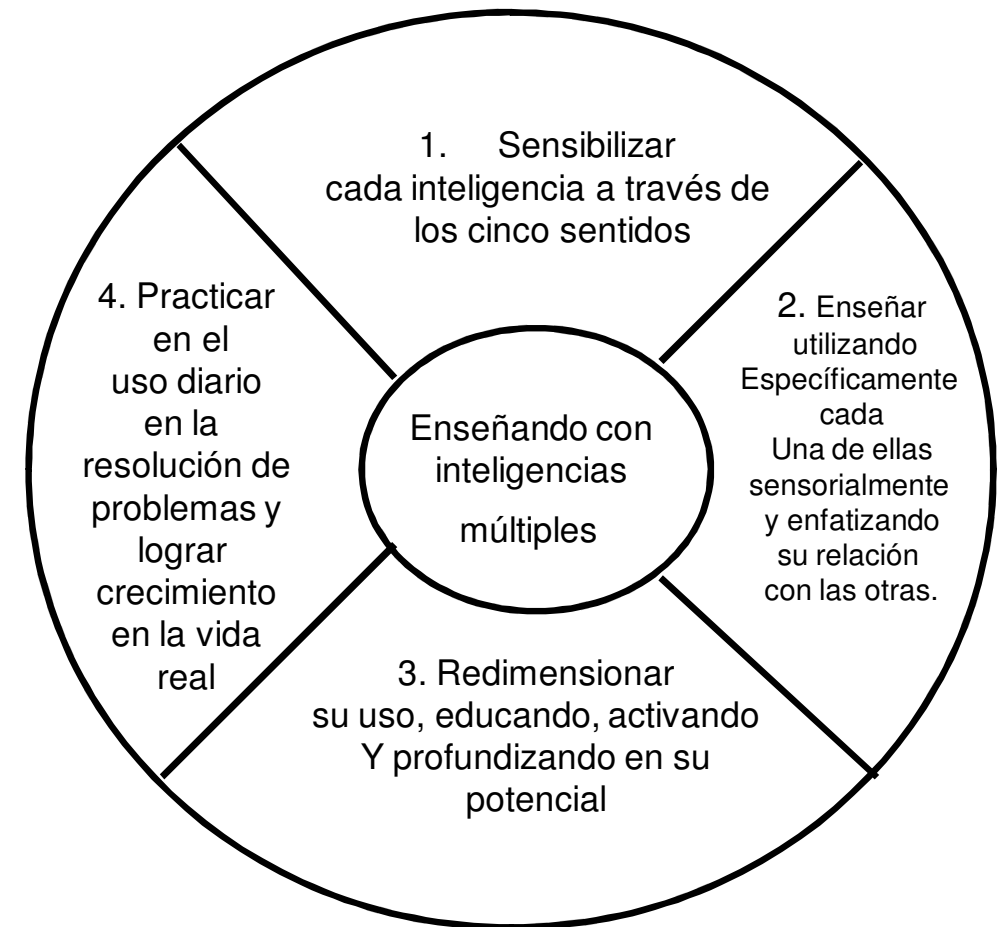 1. Sensibilizar
cada inteligencia a través de
los cinco sentidos
2. Enseñar
utilizando
Específicamente
cada
Una de ellas
sensorialmente
y enfatizando
su relación
con las otras.
3. Redimensionar
su uso, educando, activando
Y profundizando en su
potencial
4. Practicar
en el
uso diario
en la
resolución de
problemas y
lograr
crecimiento
en la vida
real
Enseñando con
inteligencias
múltiples